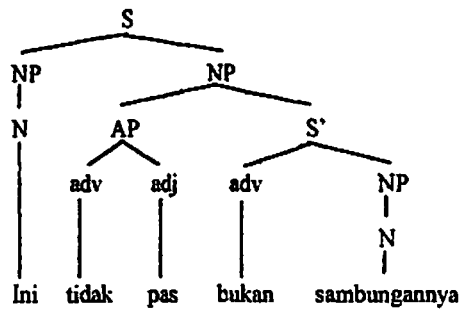 S
NP NP
N AP S'
adv adj adv NP
N
Ini tidak pas bukan sambungannya